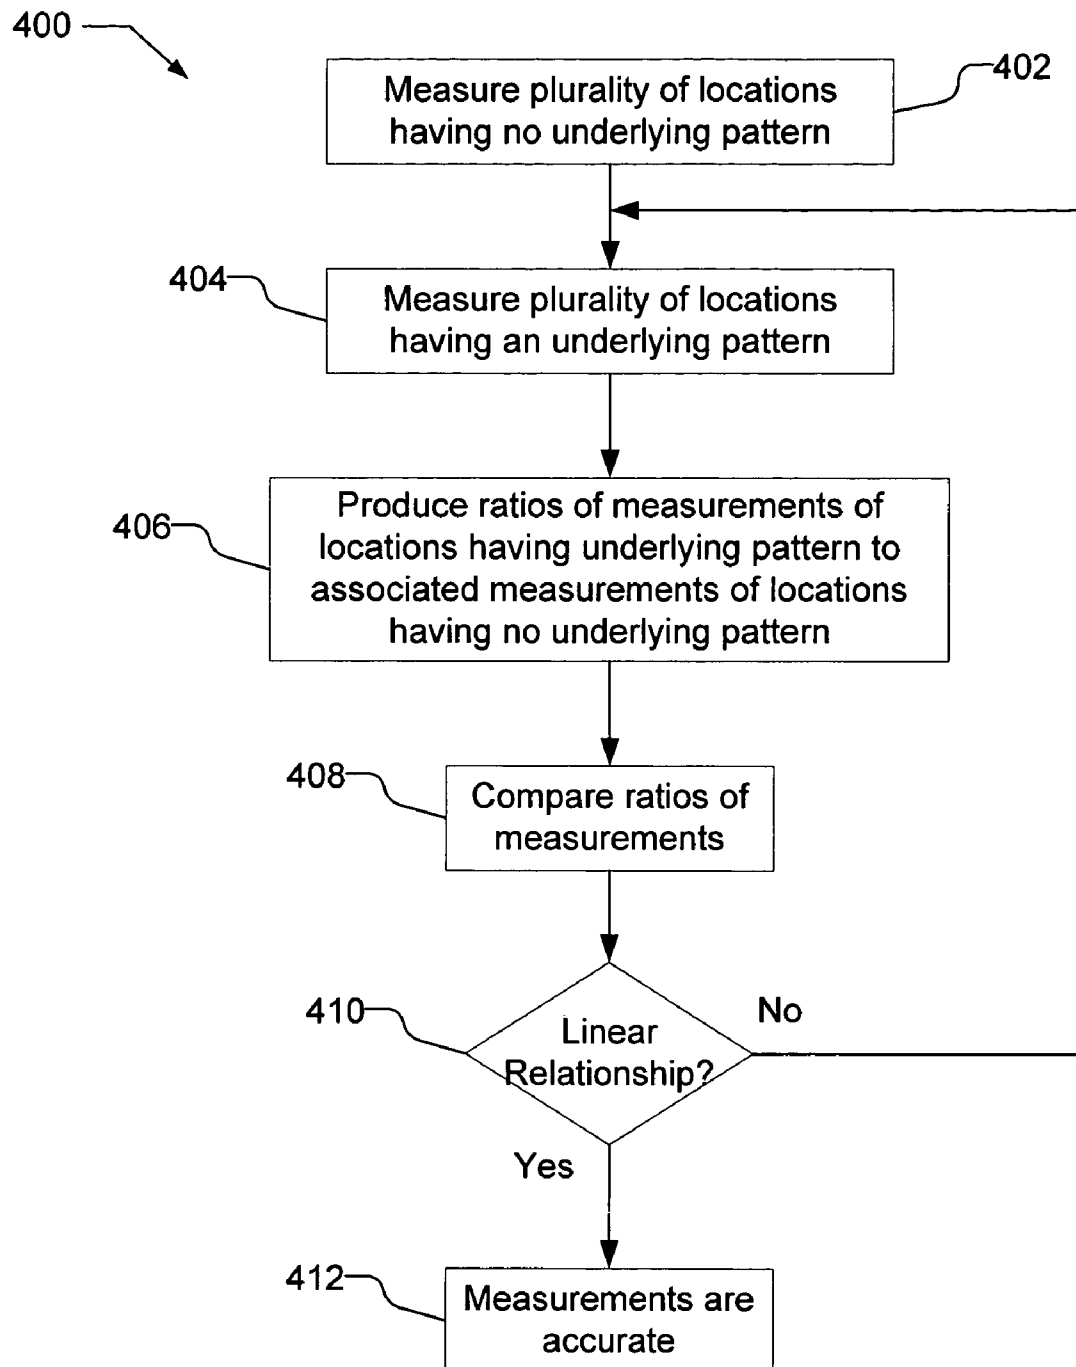 400
402
Measure plurality of locations
having no underlying pattern
404
Measure plurality of locations
having an underlying pattern
406
Produce ratios of measurements of
locations having underlying pattern to
associated measurements of locations
having no underlying pattern
408
Compare ratios of
measurements
410
No
Linear
Relationship?
Yes
412
Measurements are
accurate